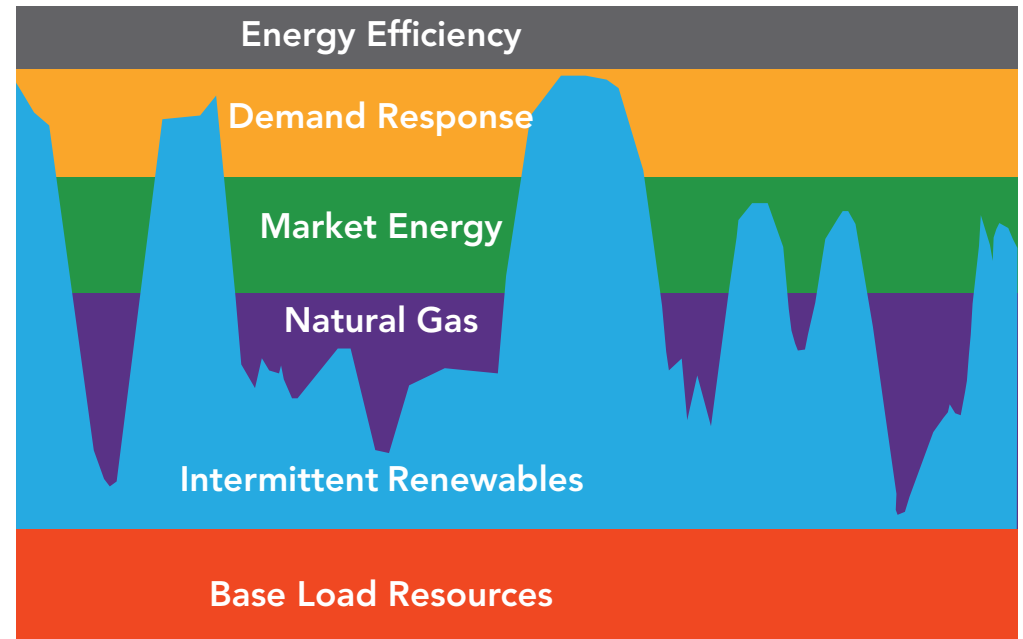 Energy Efficiency
Demand Response
Market Energy
Natural Gas
Intermittent Renewables
Base Load Resources